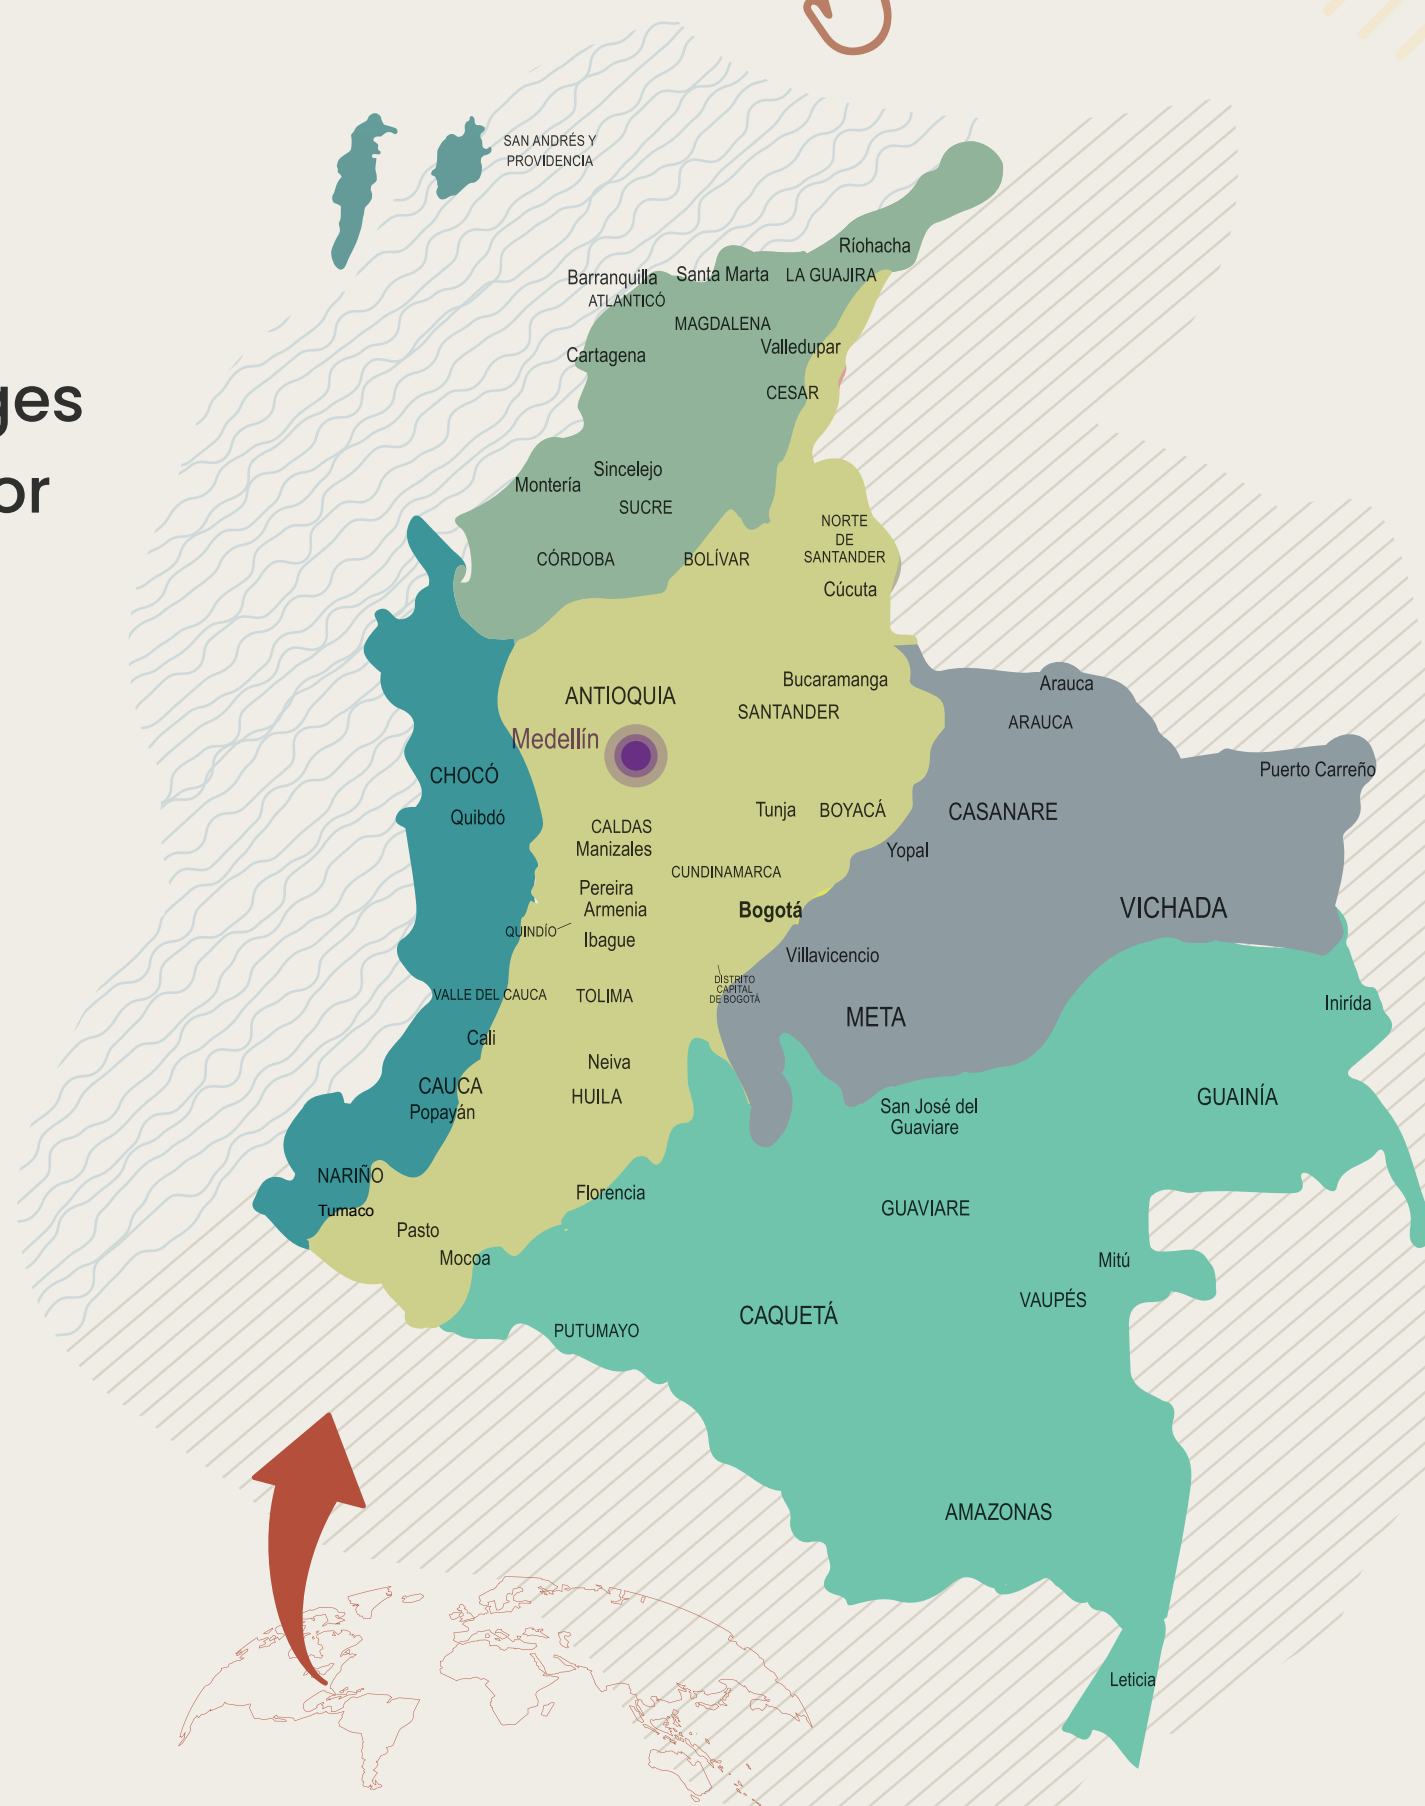 SAN ANDRÉS Y
PROVIDENCIA
Ríohacha
Barranquilla
Santa Marta
LA GUAJIRA
ATLANTICÓ
MAGDALENA
Valledupar
Cartagena
CESAR
ges
or
Sincelejo
Montería
SUCRE
NORTE
DE
SANTANDER
CÓRDOBA
BOLÍVAR
Cúcuta
Bucaramanga
Arauca
ANTIOQUIA
SANTANDER
ARAUCA
Medellín
Puerto Carreño
CHOCÓ
Quibdó
Tunja
BOYACÁ
CASANARE
CALDAS
Manizales
Yopal
CUNDINAMARCA
Pereira
Armenia
Bogotá
VICHADA
QUINDÍO
Ibague
Villavicencio
DISTRITO
CAPITAL
DE BOGOTÁ
VALLE DEL CAUCA
TOLIMA
Inirída
META
Cali
Neiva
CAUCA
HUILA
GUAINÍA
Popayán
San José del
Guaviare
NARIÑO
Florencia
Tumaco
GUAVIARE
Pasto
Mocoa
Mitú
VAUPÉS
CAQUETÁ
PUTUMAYO
AMAZONAS
Leticia